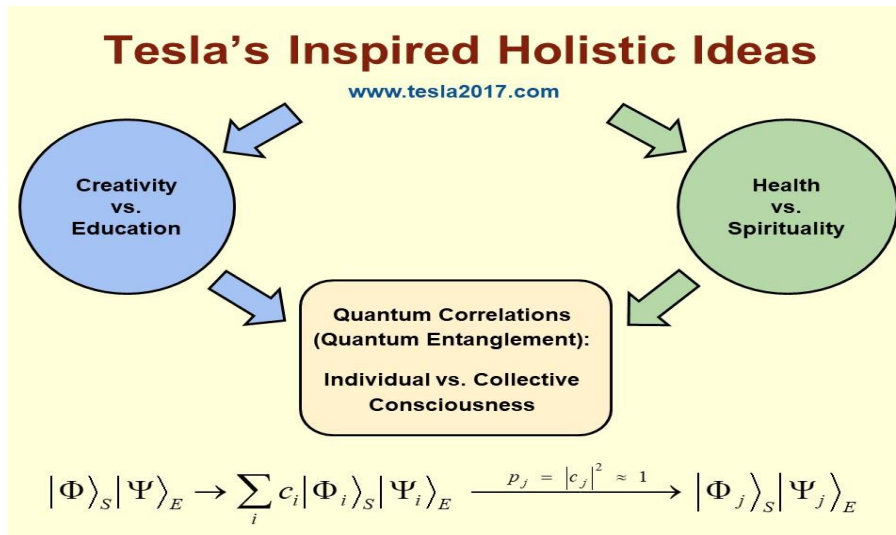 Tesla's Inspired Holistic Ideas
www.tesla2017.com
Creativity
vs.
Education
Health
vs.
Spirituality
Quantum Correlations
(Quantum Entanglement):
Individual vs. Collective
Consciousness
|Φ⟩_S|Ψ⟩_E → ∑_i c_i|Φ_i⟩_S|Ψ_i⟩_E —p_j = |c_j|² ≈ 1→ |Φ_j⟩_S|Ψ_j⟩_E